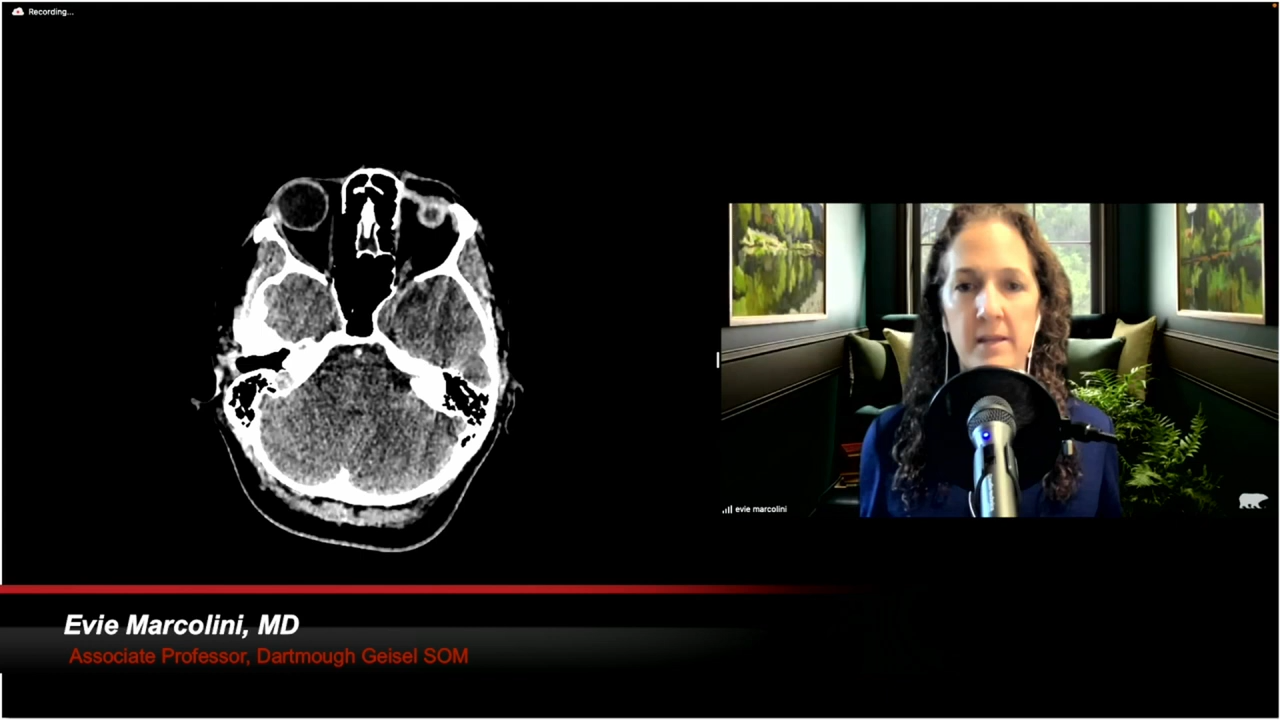 Recording...
evie marcolini
Evie Marcolini, MD
Associate Professor, Dartmough Geisel SOM